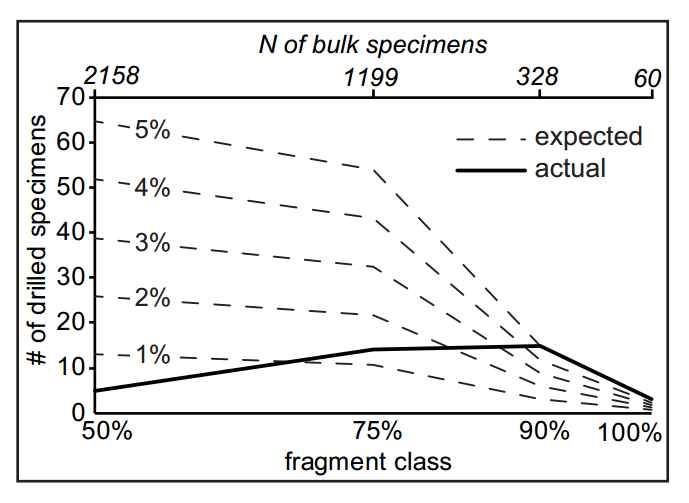 N of bulk specimens
2158 1199 328 60
70
60
50
40
30
20
10
0
# of drilled specimens
5%
4%
3%
2%
1%
expected
actual
50% 75% 90% 100%
fragment class